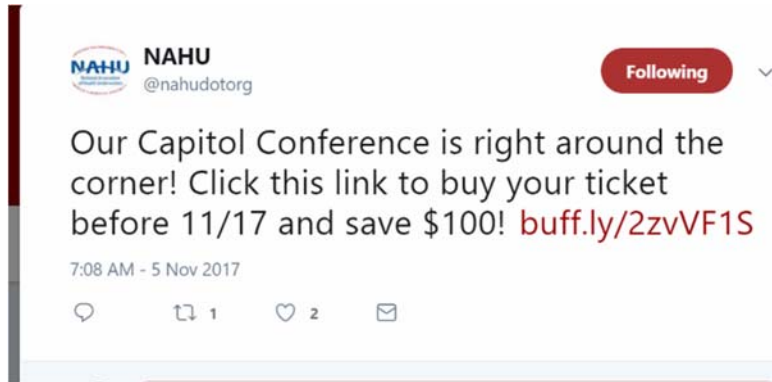 NAHU
NAHU
@nahudotorg
Following
Our Capitol Conference is right around the
corner! Click this link to buy your ticket
before 11/17 and save $100! buff.ly/2zvVF1S
7:08 AM - 5 Nov 2017
1
2